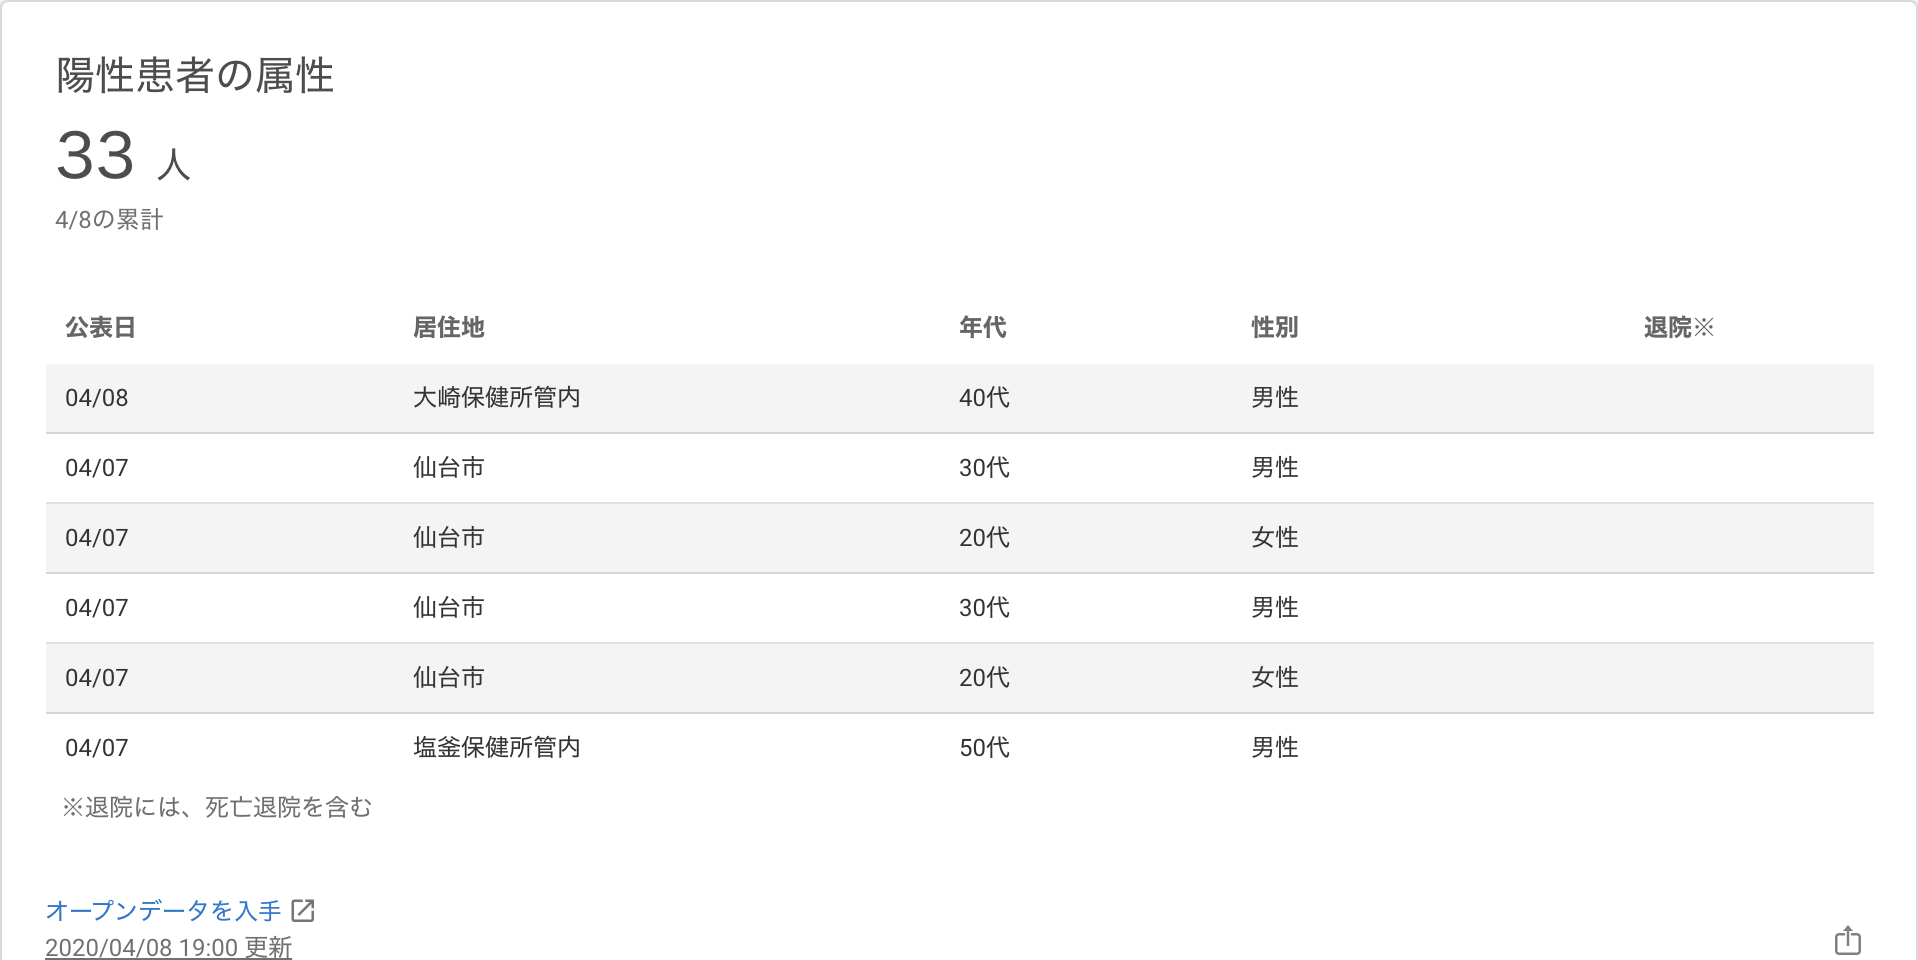 陽性患者の属性
33 人
4/8の累計
公表日 居住地 年代 性別 退院※
04/08 大崎保健所管内 40代 男性
04/07 仙台市 30代 男性
04/07 仙台市 20代 女性
04/07 仙台市 30代 男性
04/07 仙台市 20代 女性
04/07 塩釜保健所管内 50代 男性
※退院には、死亡退院を含む
オープンデータを入手
2020/04/08 19:00 更新